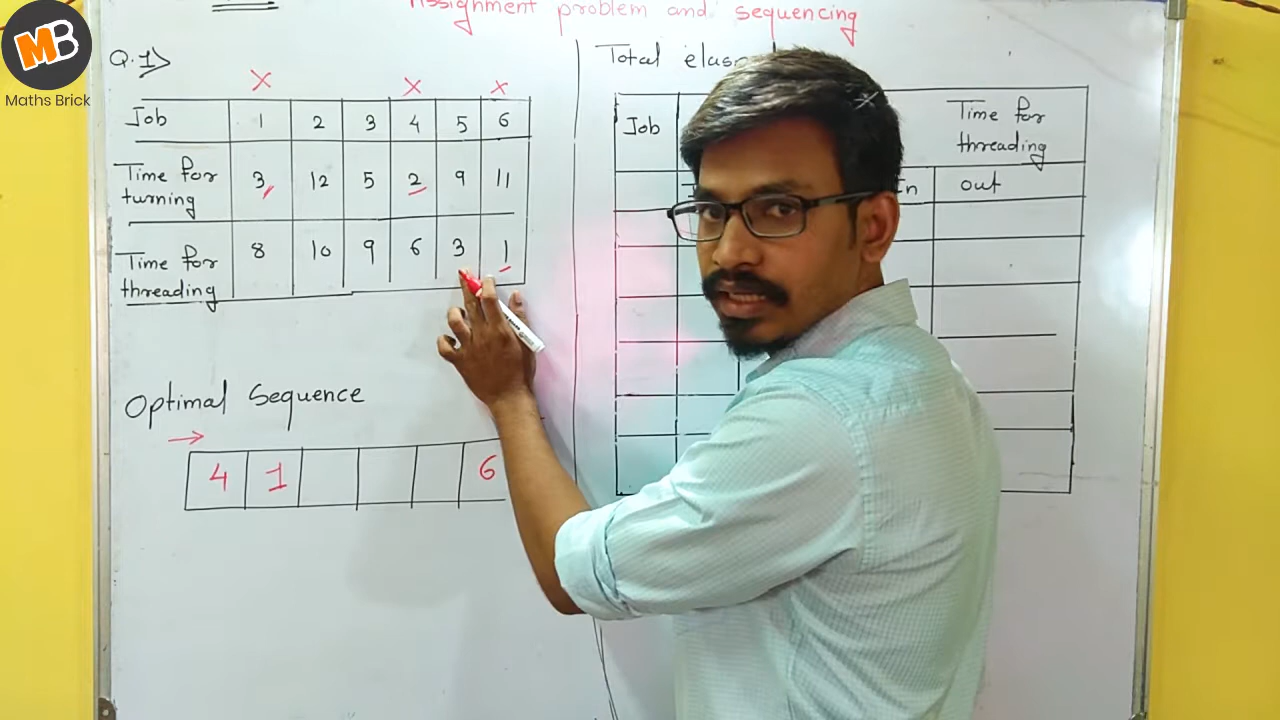 MB
Maths Brick
Assignment problem and sequencing
Q.1>
x x x
Job 1 2 3 4 5 6
Time for turning 3 12 5 2 9 11
Time for threading 8 10 9 6 3 1
Optimal Sequence
→
4 1 6
Total
Job
Time for
threading
In out